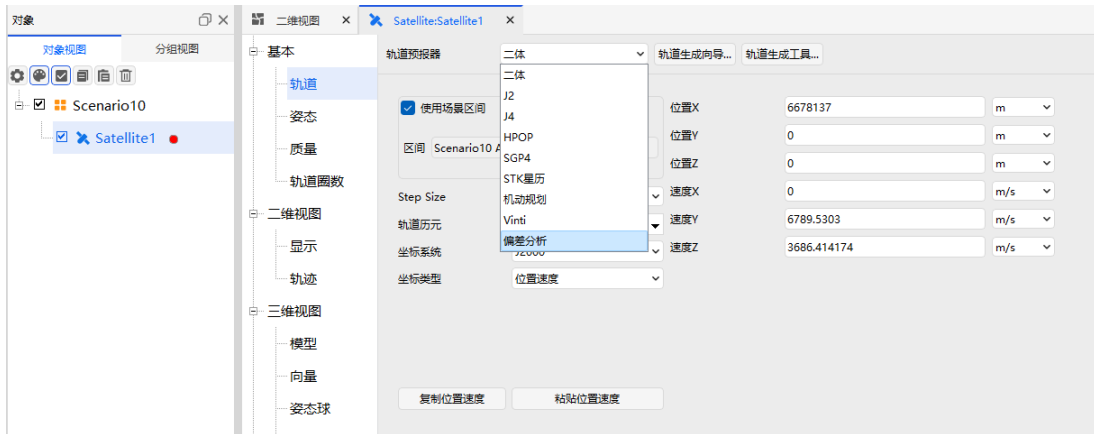 对象
对象视图 分组视图
Scenario10
Satellite1
二维视图
Satellite:Satellite1
基本
轨道
姿态
质量
轨道圈数
二维视图
显示
轨迹
三维视图
模型
向量
姿态球
轨道预报器 二体 轨道生成向导... 轨道生成工具...
二体
J2
J4
HPOP
SGP4
STK星历
机动规划
Vinti
偏差分析
使用场景区间
区间 Scenario10
Step Size
轨道历元
坐标系统 J2000
坐标类型 位置速度
位置X 6678137 m
位置Y 0 m
位置Z 0 m
速度X 0 m/s
速度Y 6789.5303 m/s
速度Z 3686.414174 m/s
复制位置速度 粘贴位置速度